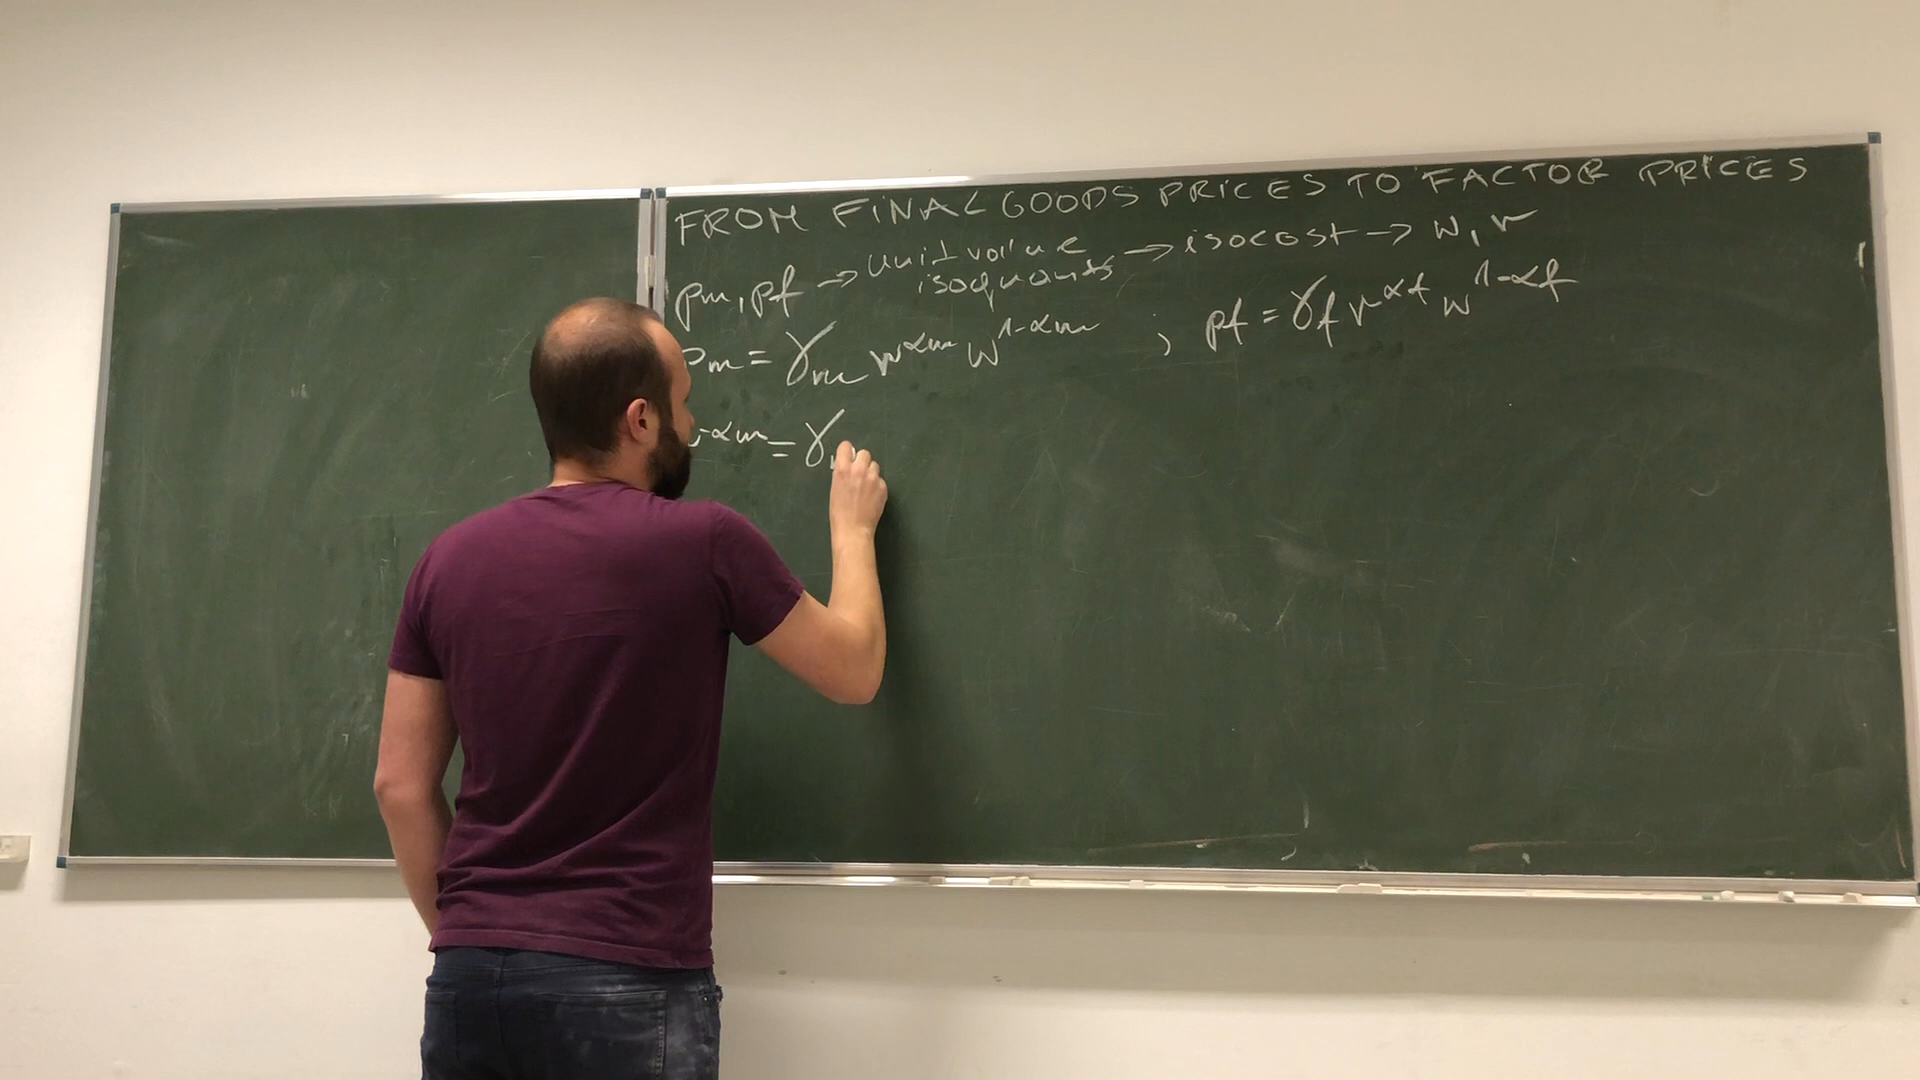 FROM FINAL GOODS PRICES TO FACTOR PRICES
pm, pf → unit value isoquants → isocost → w, r
pm = γm r^αm w^1-αm ; pf = γf r^αf w^1-αf
-αm = γ